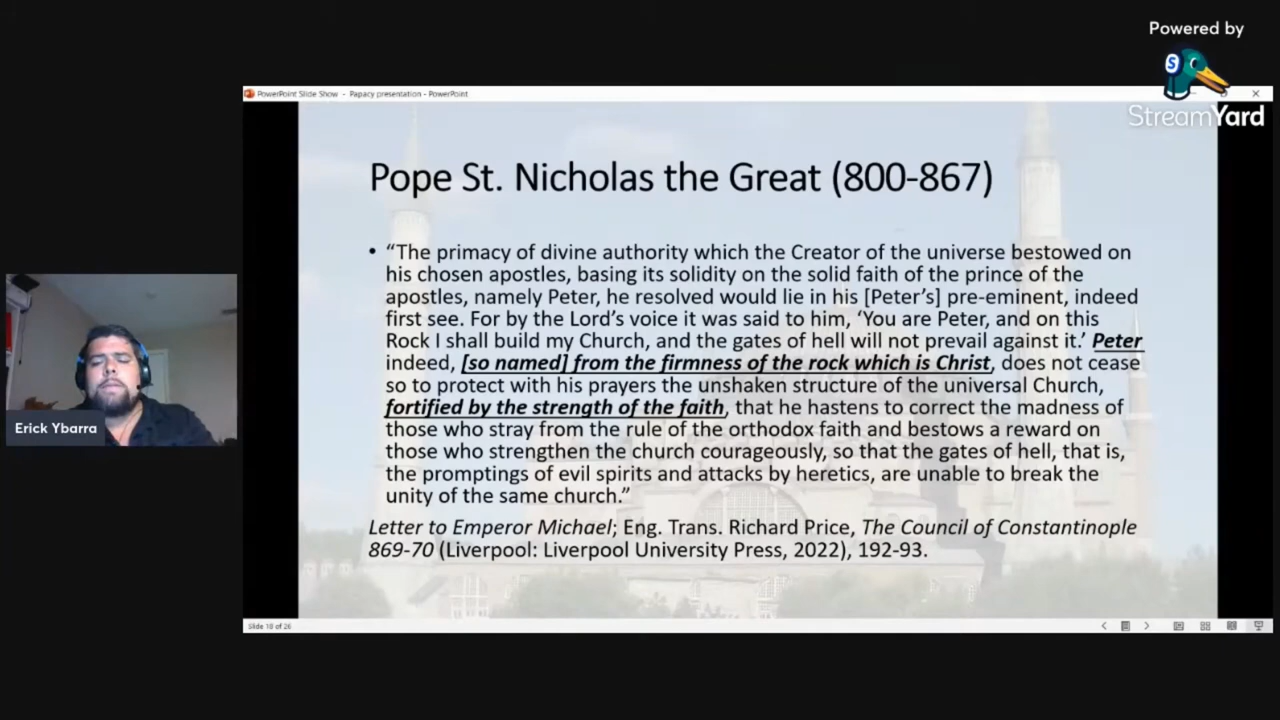 Powered by
StreamYard
PowerPoint Slide Show - Papacy presentation - PowerPoint
Pope St. Nicholas the Great (800-867)
• “The primacy of divine authority which the Creator of the universe bestowed on
his chosen apostles, basing its solidity on the solid faith of the prince of the
apostles, namely Peter, he resolved would lie in his [Peter’s] pre-eminent, indeed
first see. For by the Lord’s voice it was said to him, ‘You are Peter, and on this
Rock I shall build my Church, and the gates of hell will not prevail against it.’ Peter
indeed, [so named] from the firmness of the rock which is Christ, does not cease
so to protect with his prayers the unshaken structure of the universal Church,
fortified by the strength of the faith, that he hastens to correct the madness of
those who stray from the rule of the orthodox faith and bestows a reward on
those who strengthen the church courageously, so that the gates of hell, that is,
the promptings of evil spirits and attacks by heretics, are unable to break the
unity of the same church.”
Letter to Emperor Michael; Eng. Trans. Richard Price, The Council of Constantinople
869-70 (Liverpool: Liverpool University Press, 2022), 192-93.
Erick Ybarra